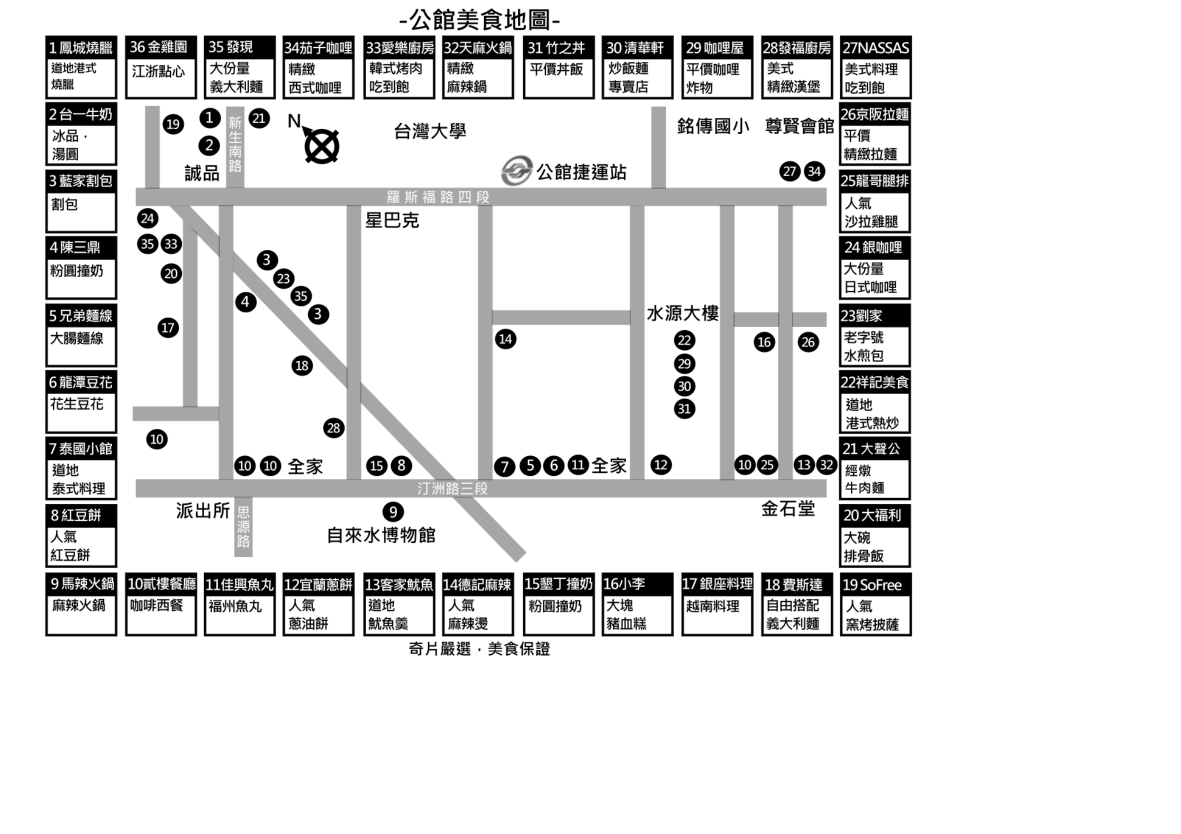 -公館美食地圖-
1 鳳城燒臘
道地港式
燒臘
36 金雞園
江浙點心
35 發現
大份量
義大利麵
34茄子咖哩
精緻
西式咖哩
33愛樂廚房
韓式烤肉
吃到飽
32天麻火鍋
精緻
麻辣鍋
31 竹之丼
平價丼飯
30 清華軒
炒飯麵
專賣店
29 咖哩屋
平價咖哩
炸物
28發福廚房
美式
精緻漢堡
27NASSAS
美式料理
吃到飽
2 台一牛奶
冰品．
湯圓
3 藍家割包
割包
4 陳三鼎
粉圓撞奶
5 兄弟麵線
大腸麵線
6 龍潭豆花
花生豆花
7 泰國小館
道地
泰式料理
8 紅豆餅
人氣
紅豆餅
19
1
2
新生南路
21
N
台灣大學
誠品
公館捷運站
銘傳國小
尊賢會館
27 34
羅斯福路四段
24
35 33
20
17
3
23
35
3
4
18
星巴克
14
水源大樓
22
29
30
31
16
26
10
28
10 10 全家
15 8
7 5 6 11 全家
12
10 25
13 32
汀洲路三段
派出所
思源路
9
自來水博物館
金石堂
26京阪拉麵
平價
精緻拉麵
25龍哥腿排
人氣
沙拉雞腿
24 銀咖哩
大份量
日式咖哩
23劉家
老字號
水煎包
22祥記美食
道地
港式熱炒
21 大聲公
經燉
牛肉麵
20 大福利
大碗
排骨飯
9 馬辣火鍋
麻辣火鍋
10貳樓餐廳
咖啡西餐
11佳興魚丸
福州魚丸
12宜蘭蔥餅
人氣
蔥油餅
13客家魷魚
道地
魷魚羹
14德記麻辣
人氣
麻辣燙
15墾丁撞奶
粉圓撞奶
16小李
大塊
豬血糕
17 銀座料理
越南料理
18 費斯達
自由搭配
義大利麵
19 SoFree
人氣
窯烤披薩
奇片嚴選．美食保證